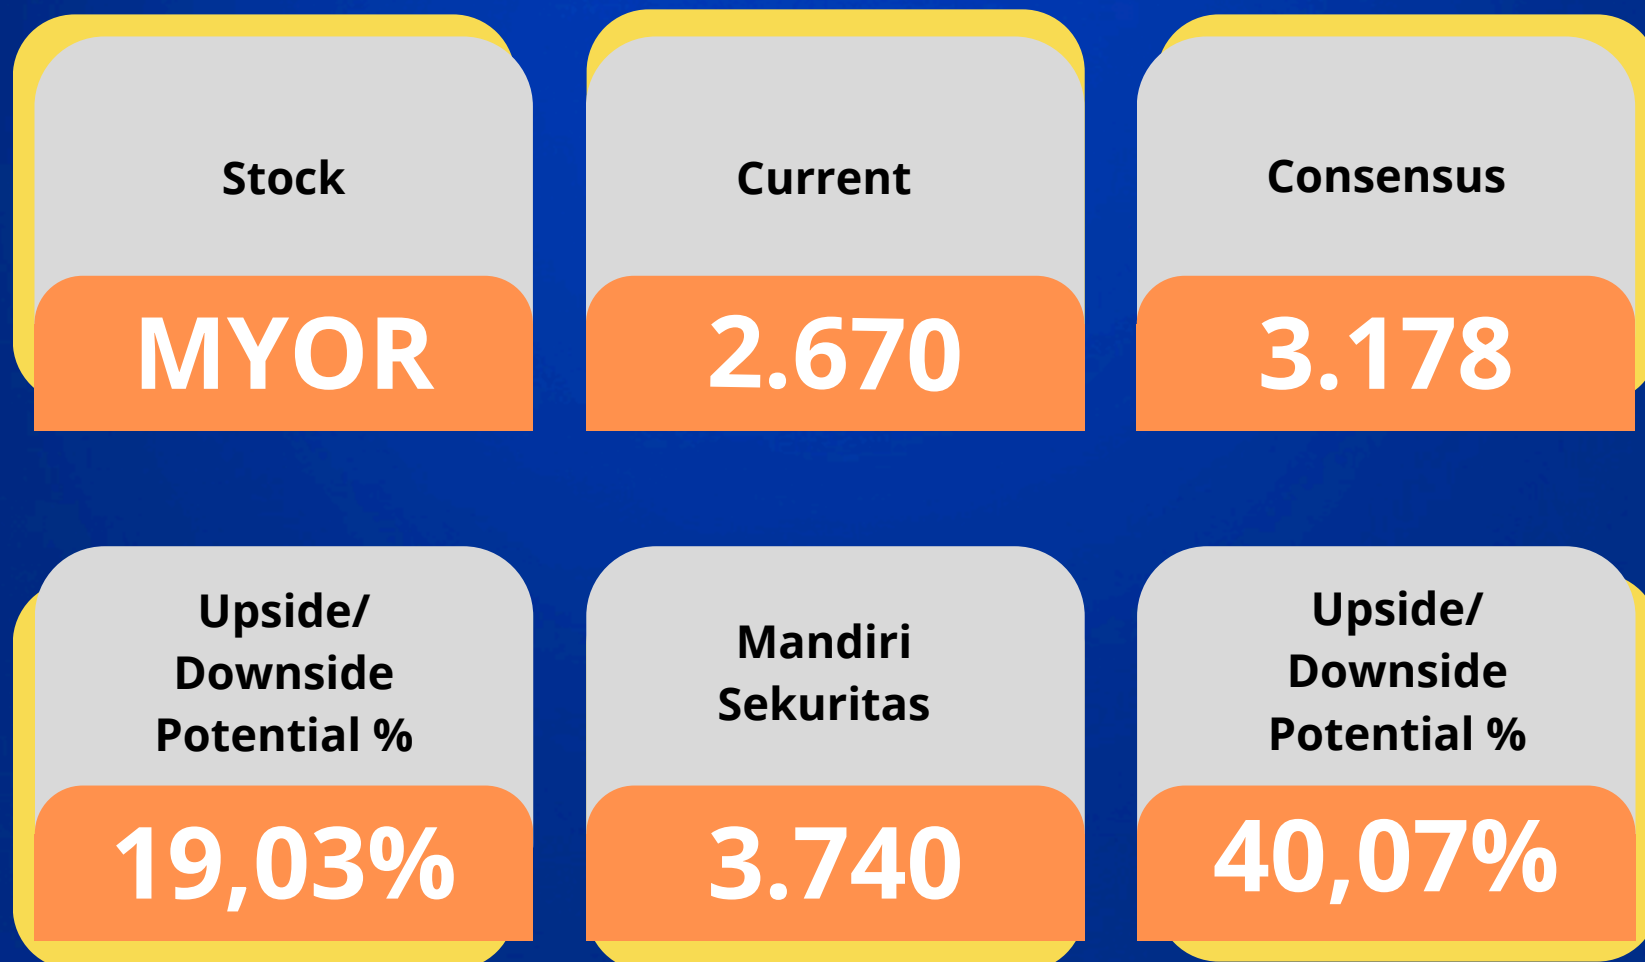 Stock
MYOR
Current
2.670
Consensus
3.178
Upside/
Downside
Potential %
19,03%
Mandiri
Sekuritas
3.740
Upside/
Downside
Potential %
40,07%